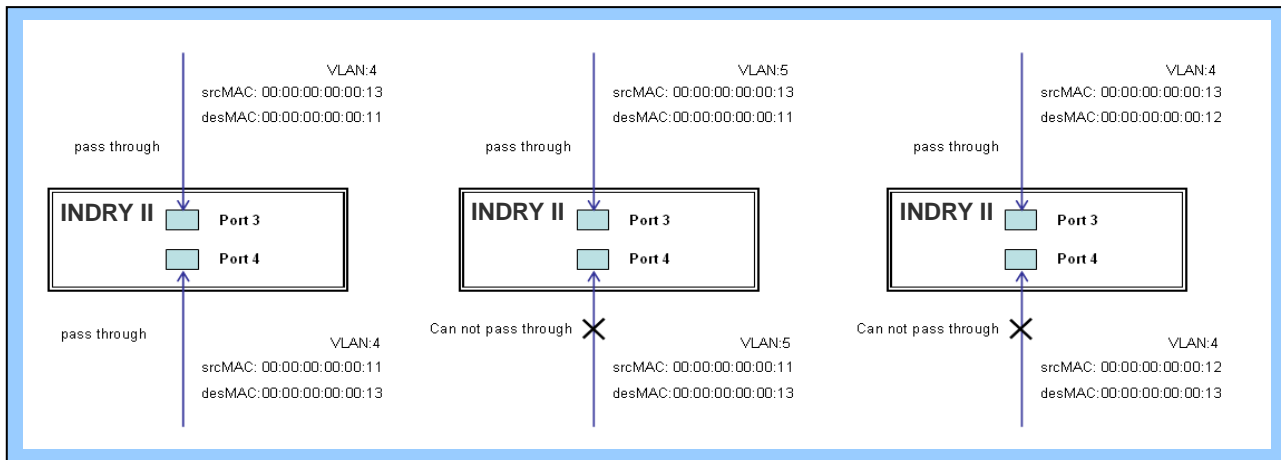 VLAN:4
srcMAC: 00:00:00:00:00:13
desMAC:00:00:00:00:00:11
pass through
INDRY II
Port 3
Port 4
pass through
VLAN:4
srcMAC: 00:00:00:00:00:11
desMAC:00:00:00:00:00:13
VLAN:5
srcMAC: 00:00:00:00:00:13
desMAC:00:00:00:00:00:11
pass through
INDRY II
Port 3
Port 4
Can not pass through
VLAN:5
srcMAC: 00:00:00:00:00:11
desMAC:00:00:00:00:00:13
VLAN:4
srcMAC: 00:00:00:00:00:13
desMAC:00:00:00:00:00:12
pass through
INDRY II
Port 3
Port 4
Can not pass through
VLAN:4
srcMAC: 00:00:00:00:00:12
desMAC:00:00:00:00:00:13